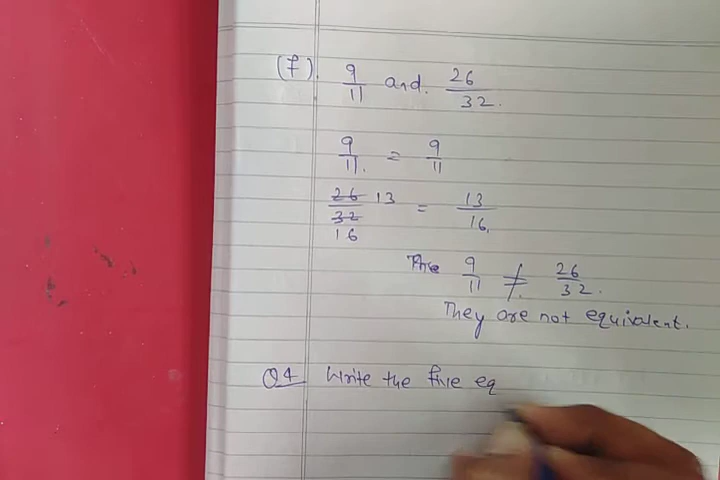 (f). 9/11 and. 26/32.
9/11. = 9/11
26/32 13 16 = 13/16.
9/11 ≠ 26/32.
They are not equivalent.
Q4 Write the five eq